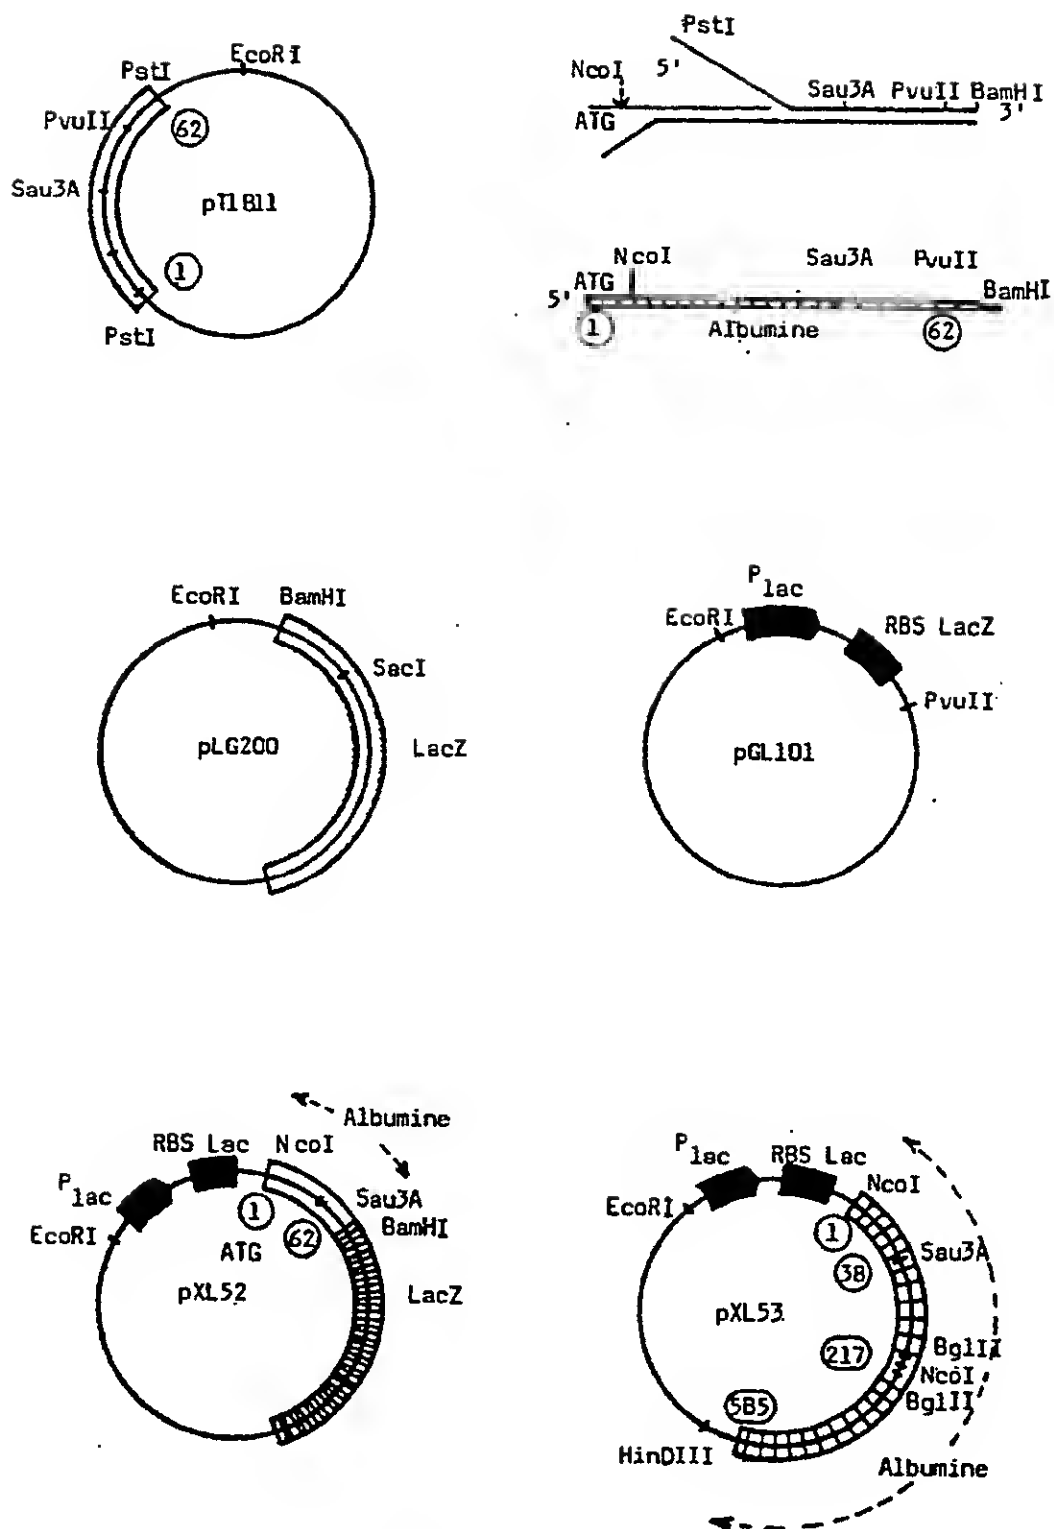 EcoRI
PstI
PvuII
62
Sau3A
pT1B11
1
PstI
PstI
NcoI 5'
Sau3A PvuII BamHI
3'
ATG
NcoI Sau3A PvuII
ATG
5' BamHI
1 Albumine 62
EcoRI BamHI
SacI
pLG200 LacZ
P lac
EcoRI
RBS LacZ
PvuII
pGL101
Albumine
RBS Lac NcoI
P lac
Sau3A
BamHI
EcoRI
1
62
ATG
pXL52 LacZ
P lac RBS Lac
NcoI
EcoRI
1
Sau3A
38
pXL53
BglII
217
NcoI
BglII
585
HinDIII
Albumine